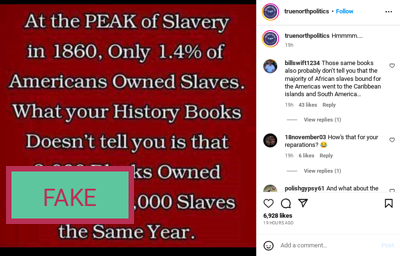 At the PEAK of Slavery
in 1860, Only 1.4% of
Americans Owned Slaves.
What your History Books
Doesn't tell you is that
ks Owned
,000 Slaves
the Same Year.
FAKE
truenorthpolitics • Follow
truenorthpolitics Hmmmm....
19h
billswift1234 Those same books
also probably don't tell you that the
majority of African slaves bound for
the Americas went to the Caribbean
islands and South America...
19h 43 likes Reply
View replies (1)
18november03 How's that for your
reparations? 😂
19h 6 likes Reply
View replies (1)
polishgypsy61 And what about the
6,928 likes
19 HOURS AGO
Add a comment...
Post